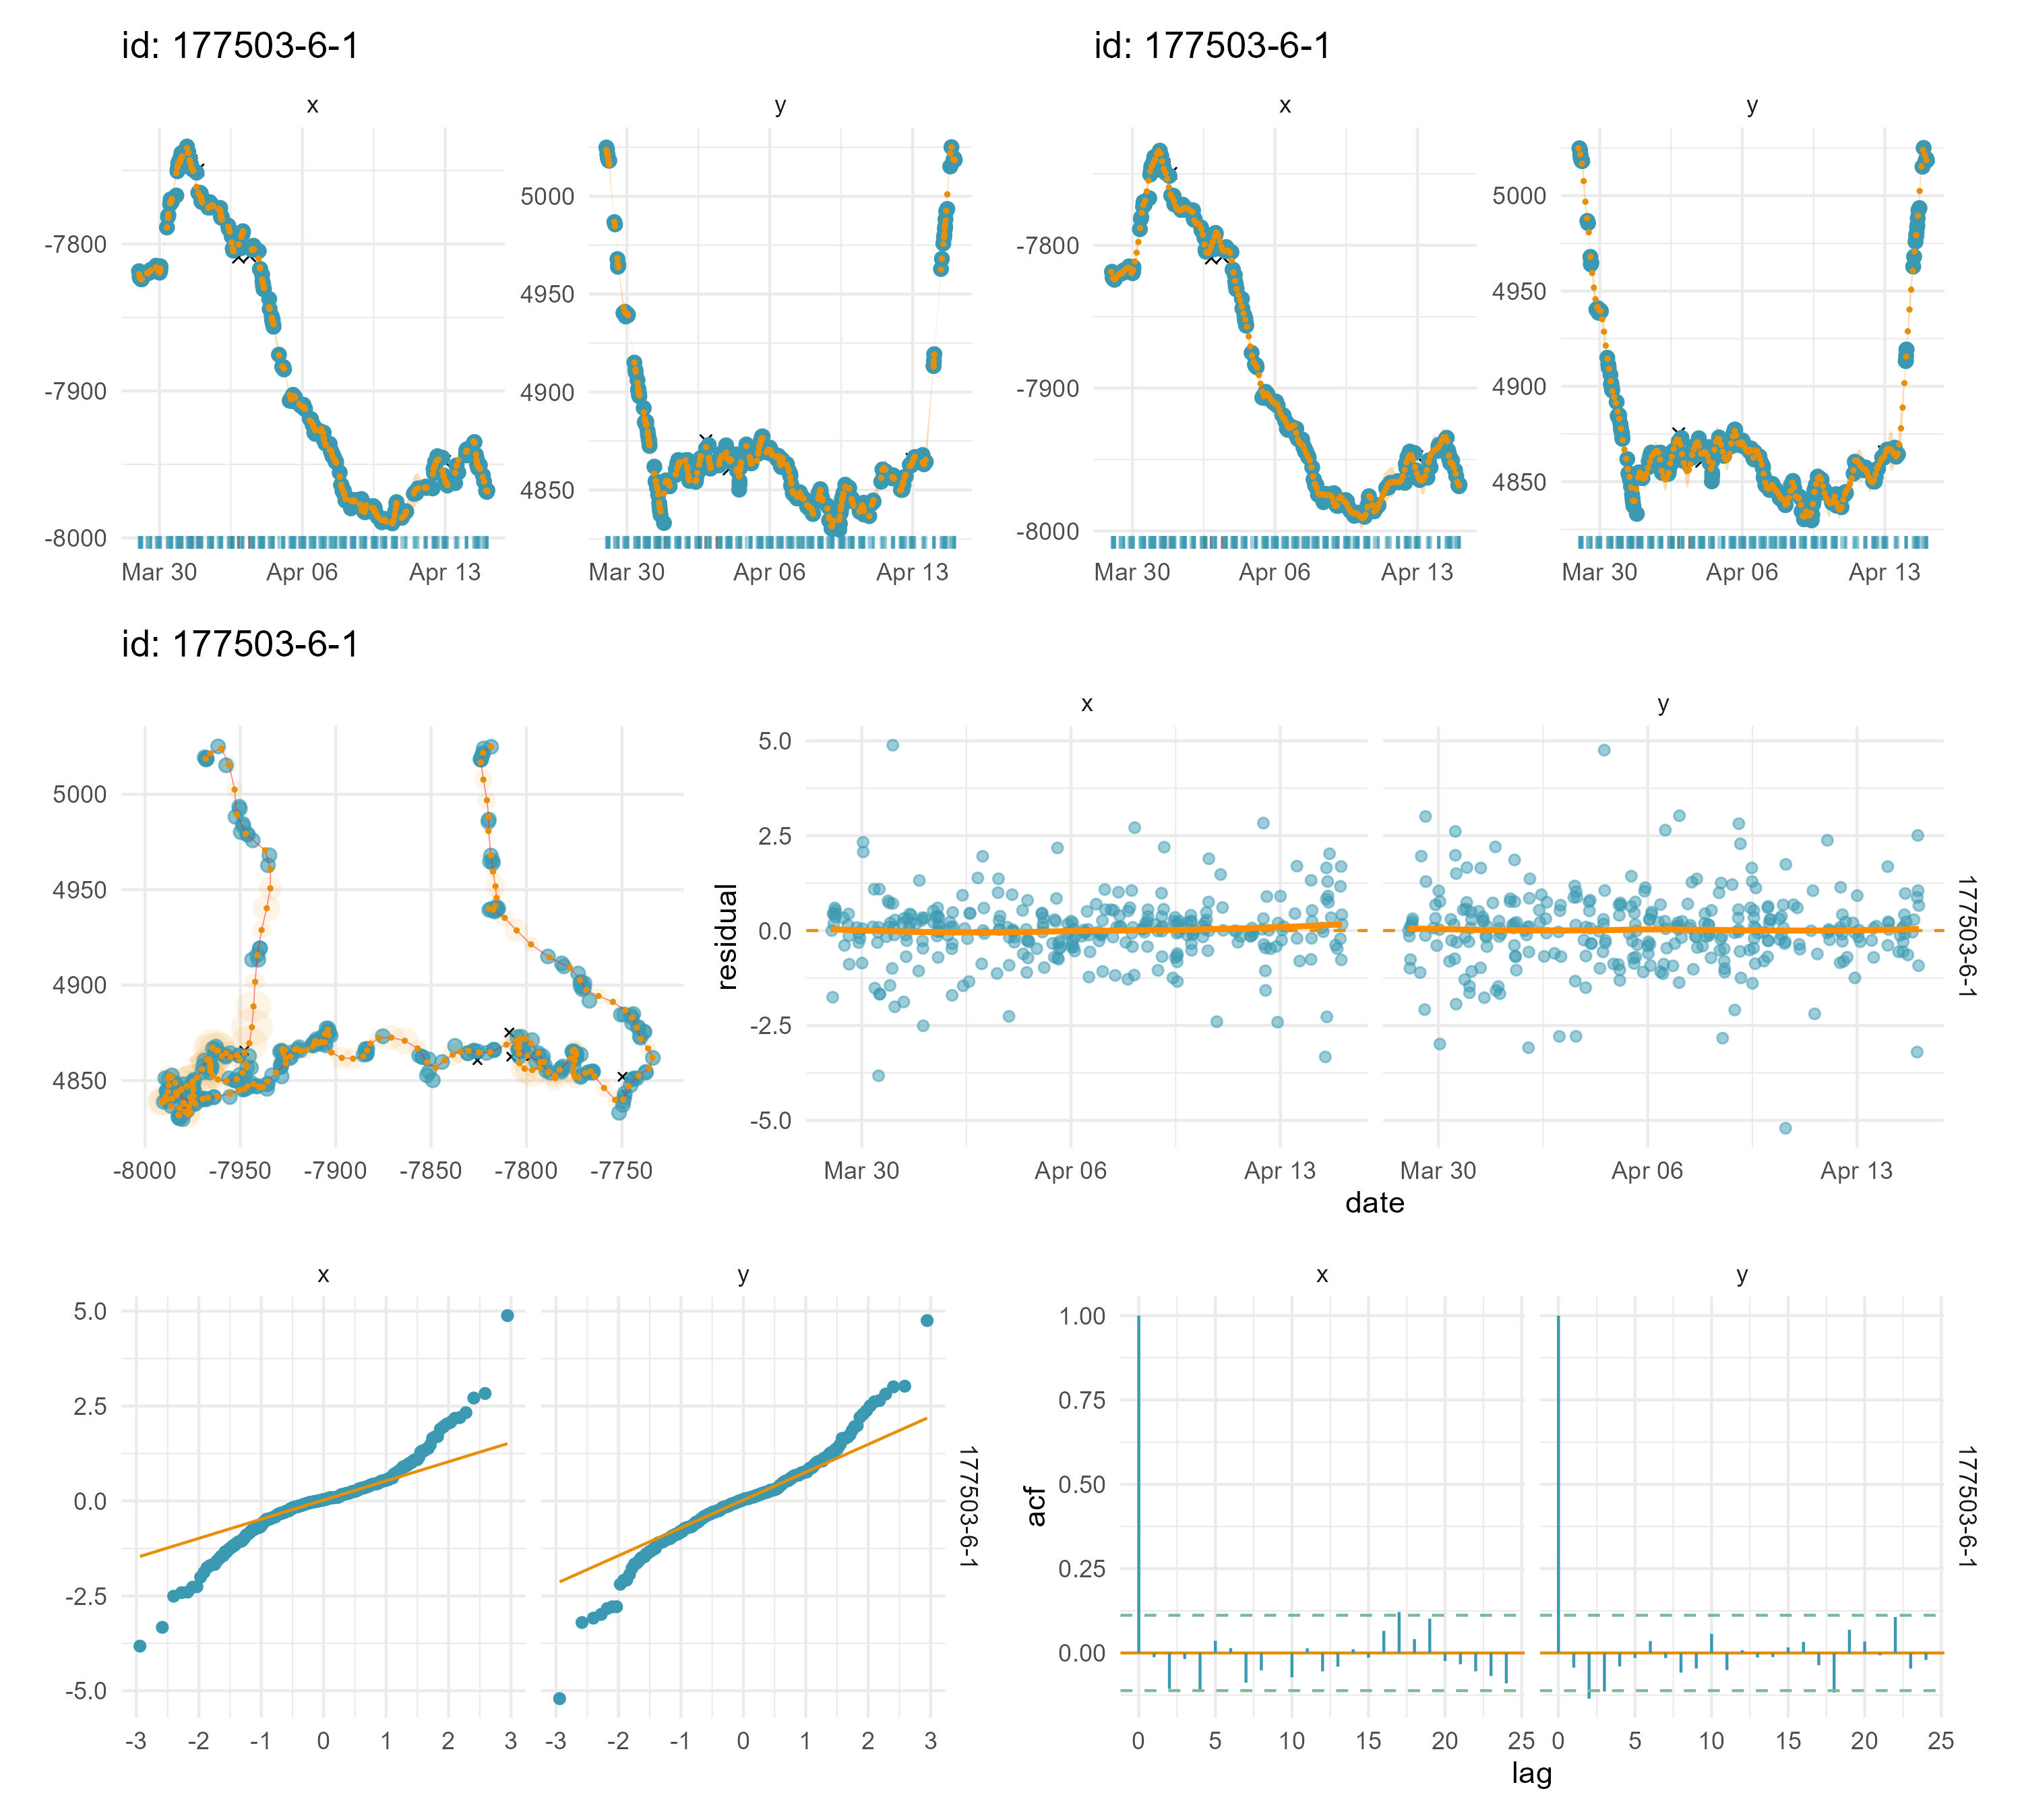 id: 177503-6-1
id: 177503-6-1
x
y
x
y
-7800
-7900
-8000
5000
4950
4900
4850
-7800
-7900
-8000
5000
4950
4900
4850
Mar 30
Apr 06
Apr 13
Mar 30
Apr 06
Apr 13
Mar 30
Apr 06
Apr 13
Mar 30
Apr 06
Apr 13
id: 177503-6-1
5000
4950
4900
4850
-8000
-7950
-7900
-7850
-7800
-7750
x
y
residual
5.0
2.5
0.0
-2.5
-5.0
177503-6-1
Mar 30
Apr 06
Apr 13
Mar 30
Apr 06
Apr 13
date
x
y
5.0
2.5
0.0
-2.5
-5.0
177503-6-1
-3
-2
-1
0
1
2
3
-3
-2
-1
0
1
2
3
x
y
acf
1.00
0.75
0.50
0.25
0.00
177503-6-1
0
5
10
15
20
25
0
5
10
15
20
25
lag